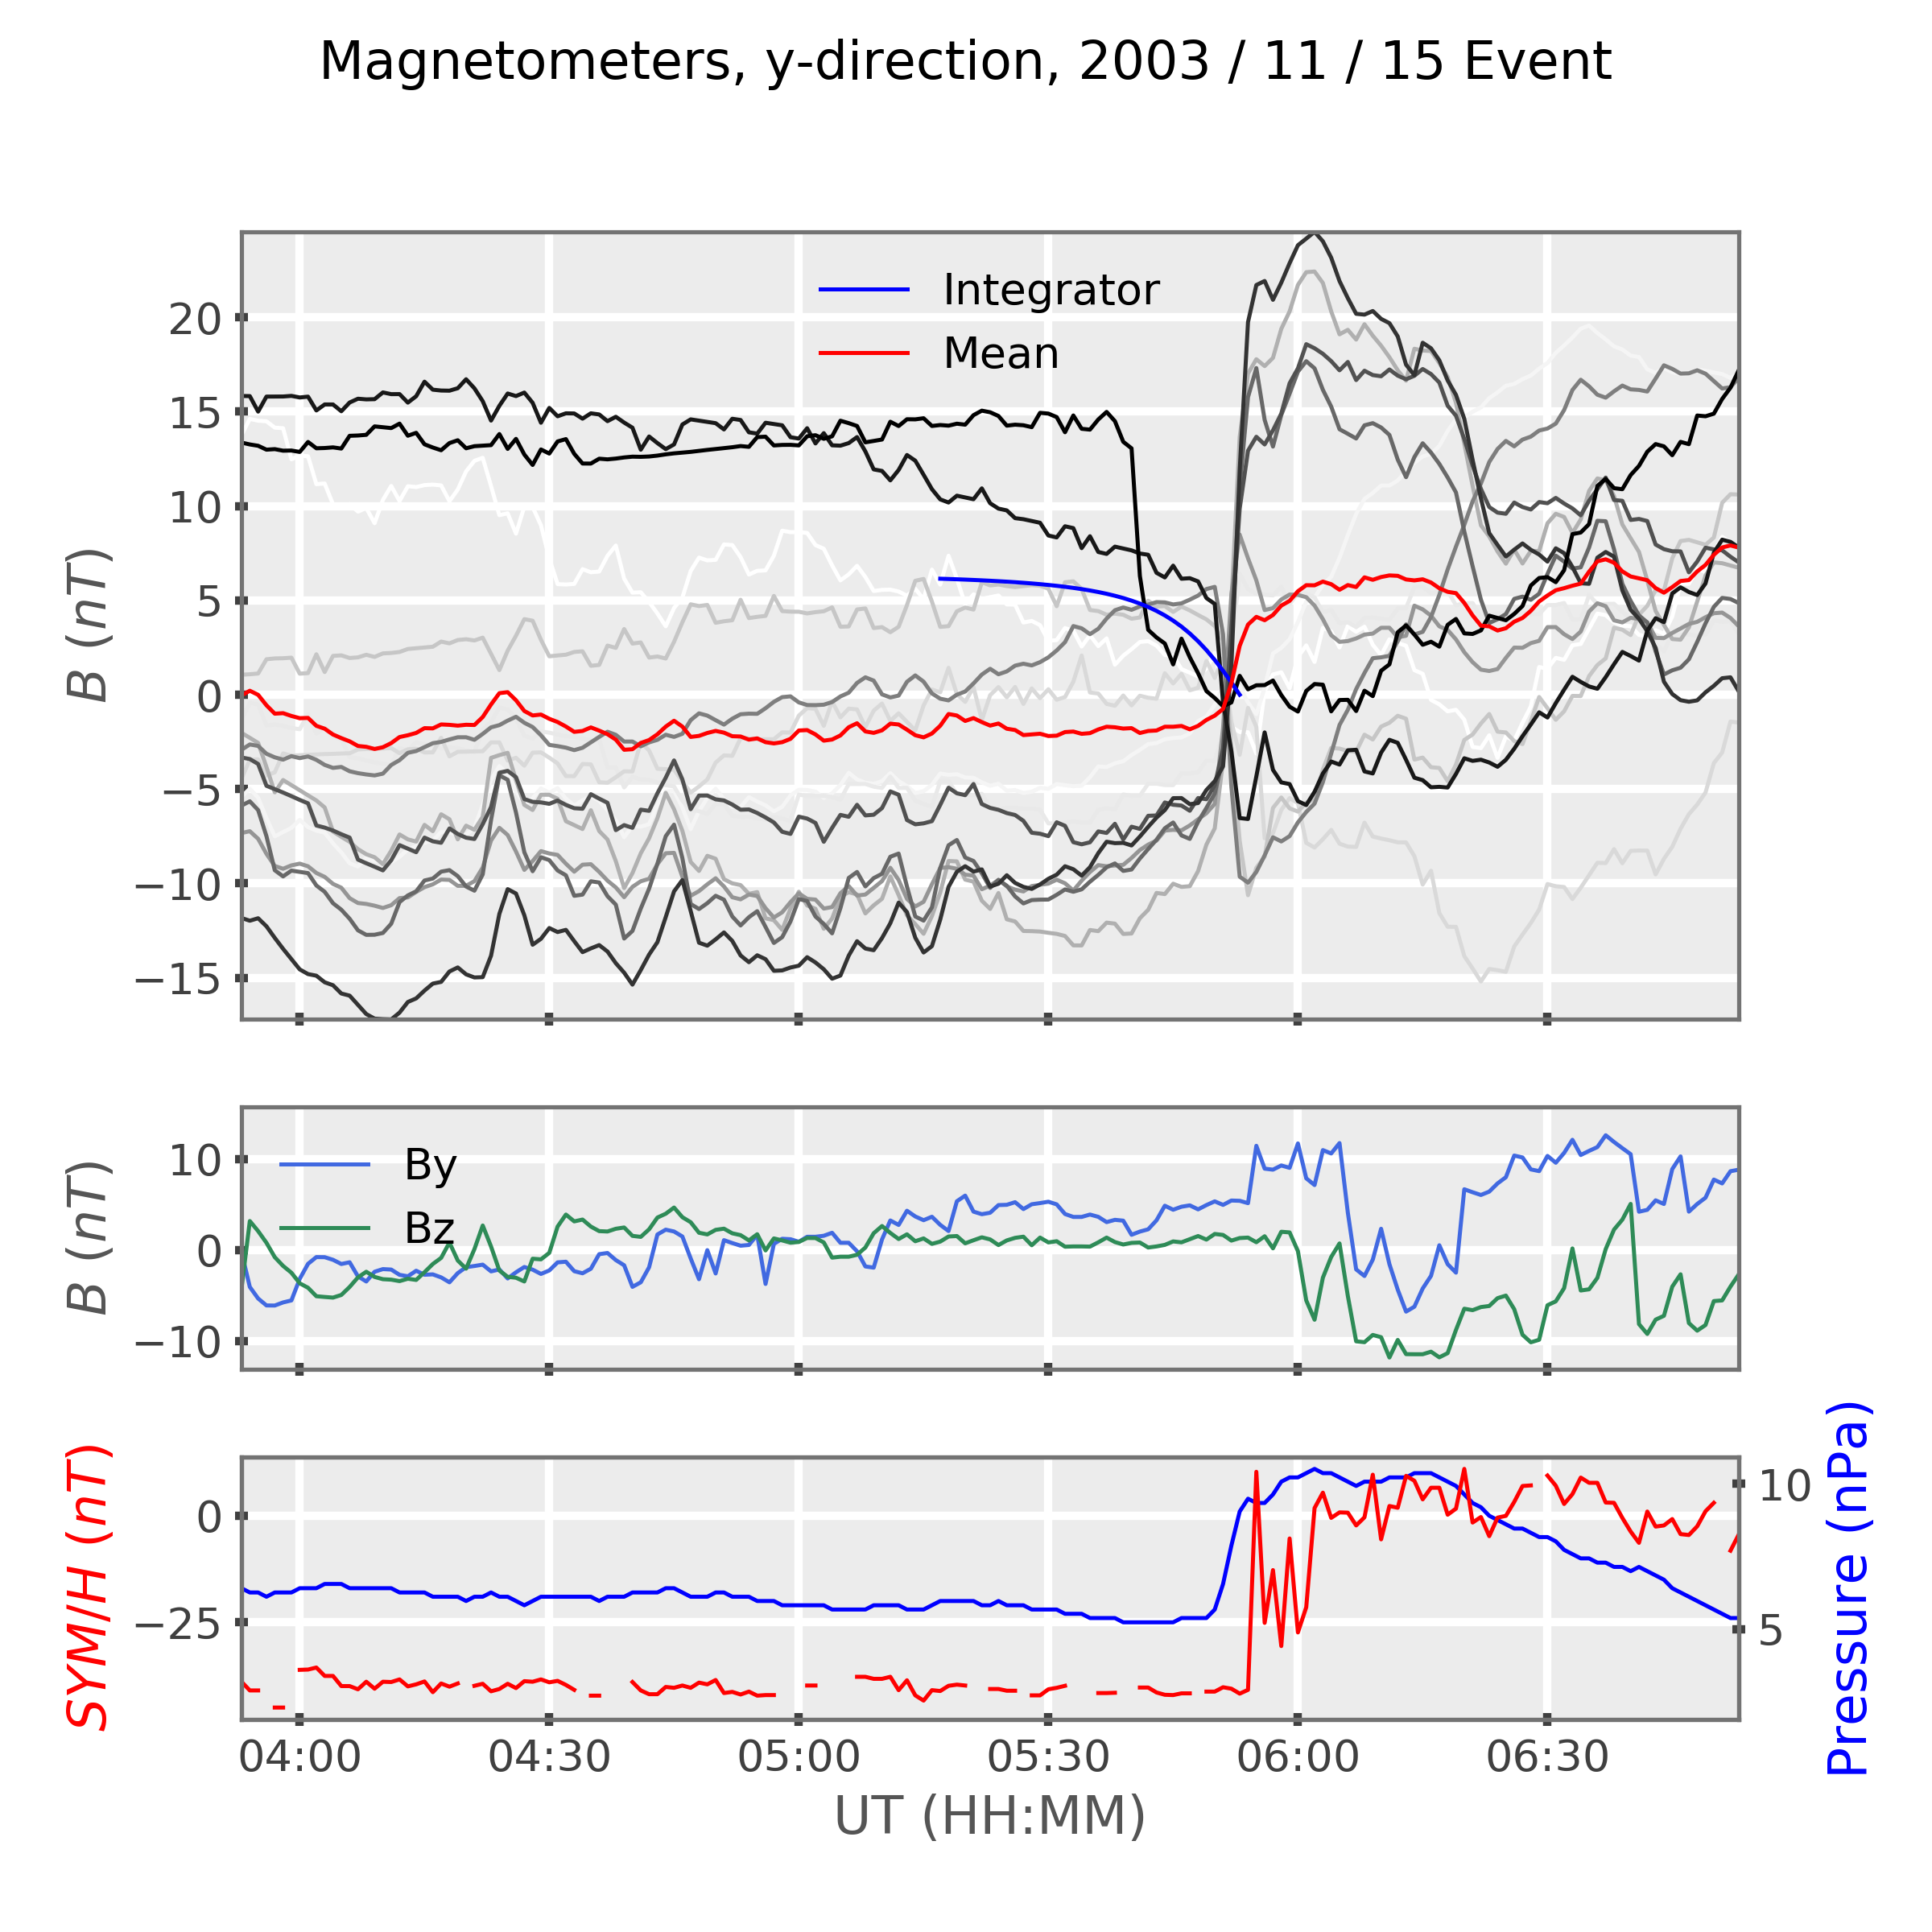 Magnetometers, y-direction, 2003 / 11 / 15 Event
B (nT)
20
15
10
5
0
−5
−10
−15
Integrator
Mean
B (nT)
10
0
−10
By
Bz
SYM/H (nT)
0
−25
10
5
Pressure (nPa)
04:00 04:30 05:00 05:30 06:00 06:30
UT (HH:MM)